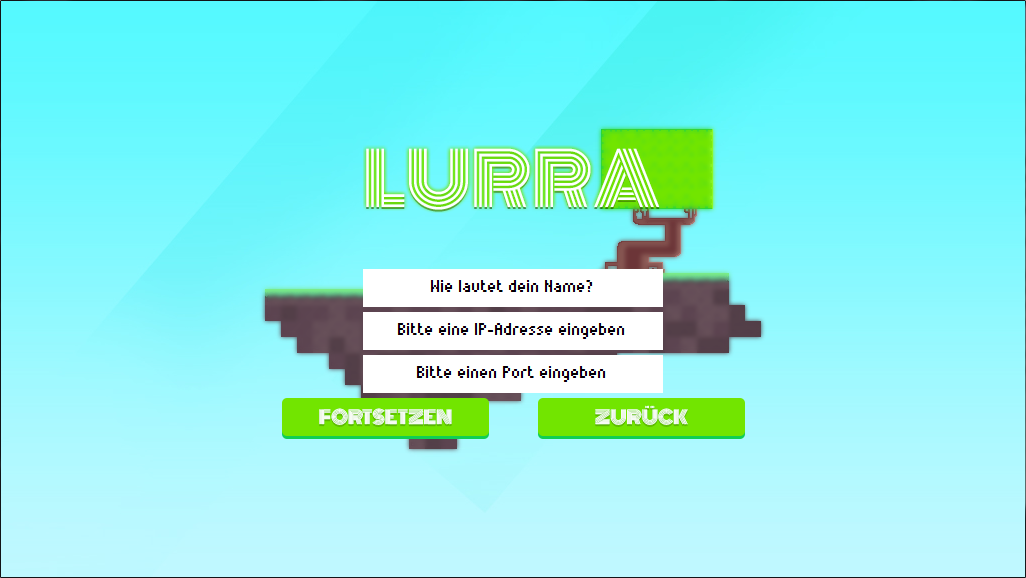 LURRA
Wie lautet dein Name?
Bitte eine IP-Adresse eingeben
Bitte einen Port eingeben
FORTSETZEN
ZURÜCK